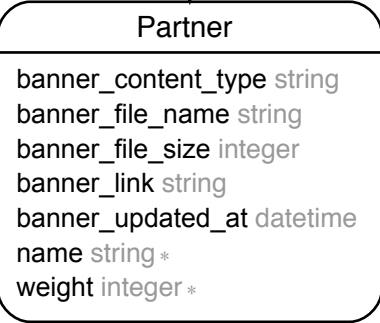 Partner
banner_content_type string
banner_file_name string
banner_file_size integer
banner_link string
banner_updated_at datetime
name string *
weight integer *